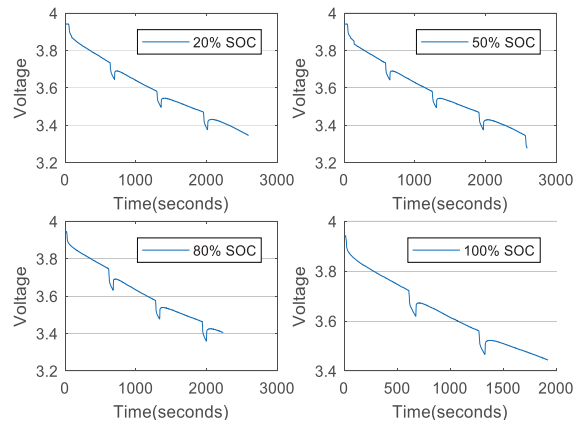 4
3.8
3.6
3.4
3.2
Voltage
20% SOC
0 1000 2000 3000
Time(seconds)
4
3.8
3.6
3.4
3.2
Voltage
50% SOC
0 1000 2000 3000
Time(seconds)
4
3.8
3.6
3.4
3.2
Voltage
80% SOC
0 1000 2000 3000
Time(seconds)
4
3.8
3.6
3.4
Voltage
100% SOC
0 500 1000 1500 2000
Time(seconds)